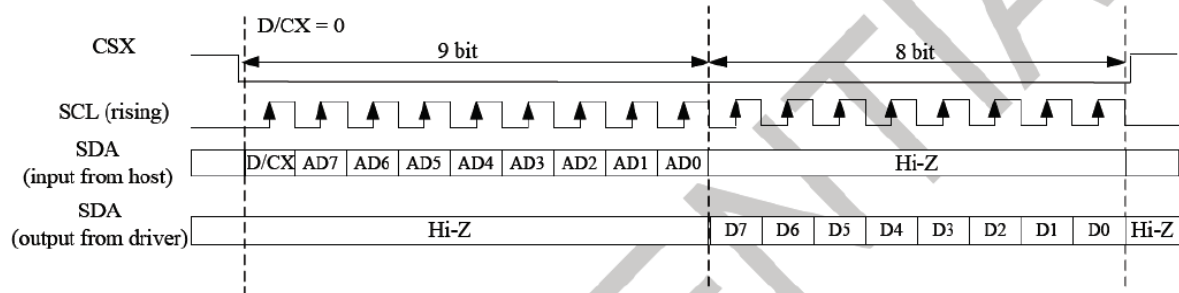 D/CX = 0
CSX
9 bit
8 bit
SCL (rising)
SDA
(input from host)
D/CX AD7 AD6 AD5 AD4 AD3 AD2 AD1 AD0 Hi-Z
SDA
(output from driver)
Hi-Z D7 D6 D5 D4 D3 D2 D1 D0 Hi-Z